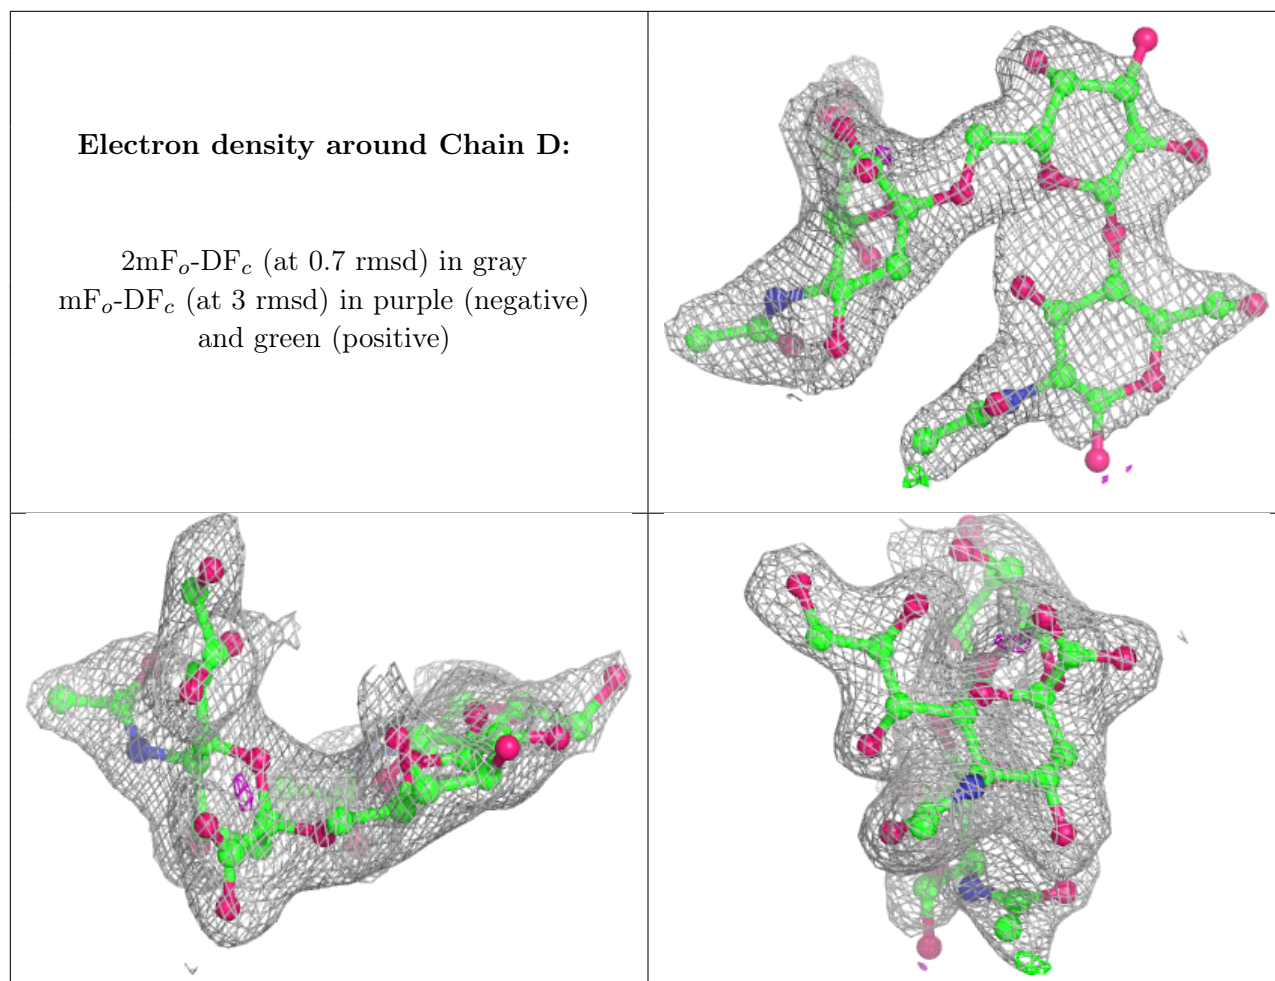 Electron density around Chain D:
2mFo-DFc (at 0.7 rmsd) in gray
mFo-DFc (at 3 rmsd) in purple (negative)
and green (positive)